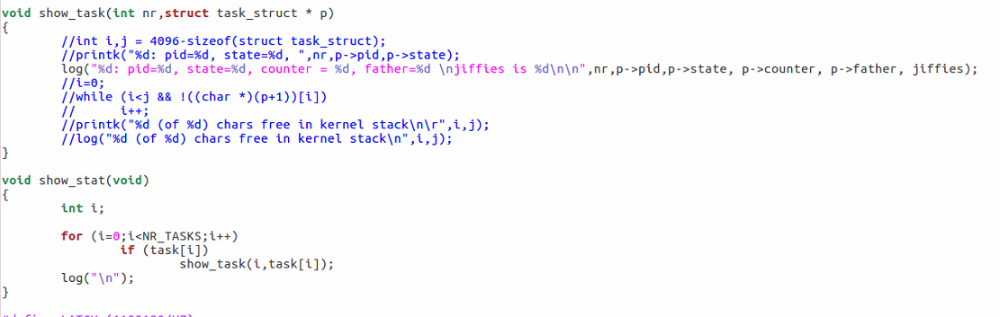 void show_task(int nr,struct task_struct * p)
{
        //int i,j = 4096-sizeof(struct task_struct);
        //printk("%d: pid=%d, state=%d, ",nr,p->pid,p->state);
        log("%d: pid=%d, state=%d, counter = %d, father=%d \njiffies is %d\n\n",nr,p->pid,p->state, p->counter, p->father, jiffies);
        //i=0;
        //while (i<j && !((char *)(p+1))[i])
        //      i++;
        //printk("%d (of %d) chars free in kernel stack\n\r",i,j);
        //log("%d (of %d) chars free in kernel stack\n",i,j);
}

void show_stat(void)
{
        int i;

        for (i=0;i<NR_TASKS;i++)
                if (task[i])
                        show_task(i,task[i]);
        log("\n");
}